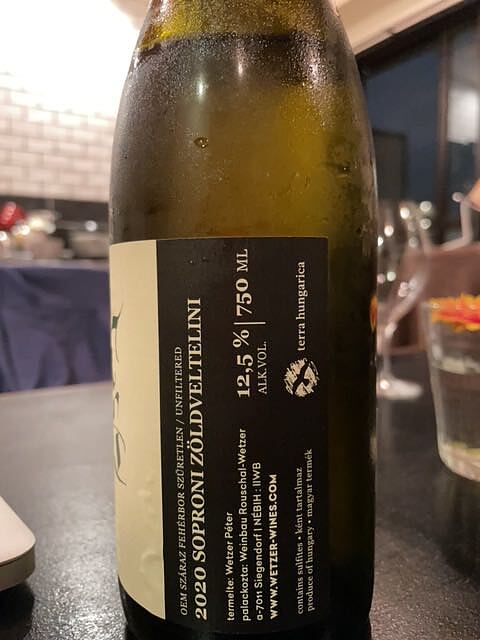 OEM SZÁRAZ FEHÉRBOR SZŰRETLEN / UNFILTERED
2020 SOPRONI ZÖLDVELTELINI
termelte: Wetzer Péter
palackozta: Weinbau Rouschal-Wetzer
a-7011 Siegendorf | NÉBIH : IIWB
WWW.WETZER-WINES.COM
contains sulfites • ként tartalmaz
produce of hungary • magyar termék
12,5 % | 750 ML
ALK.VOL.
terra hungarica